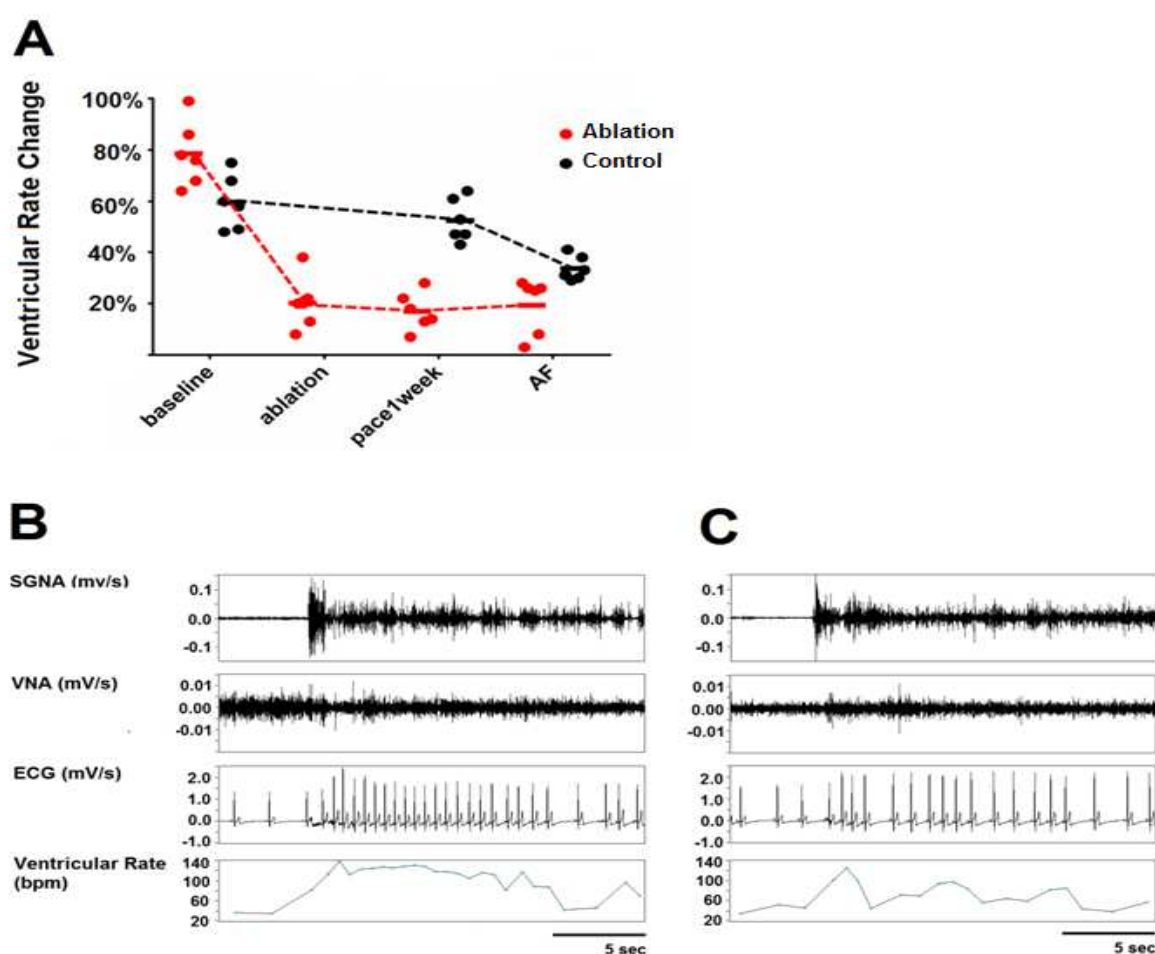 A
Ventricular Rate Change
100%
80%
60%
40%
20%
Ablation
Control
baseline
ablation
pace1week
AF
B
C
SGNA (mv/s)
0.1
0.0
-0.1
0.1
0.0
-0.1
VNA (mV/s)
0.01
0.00
-0.01
0.01
0.00
-0.01
ECG (mV/s)
2.0
1.0
0.0
-1.0
2.0
1.0
0.0
-1.0
Ventricular Rate
(bpm)
140
100
60
20
140
100
60
20
5 sec
5 sec